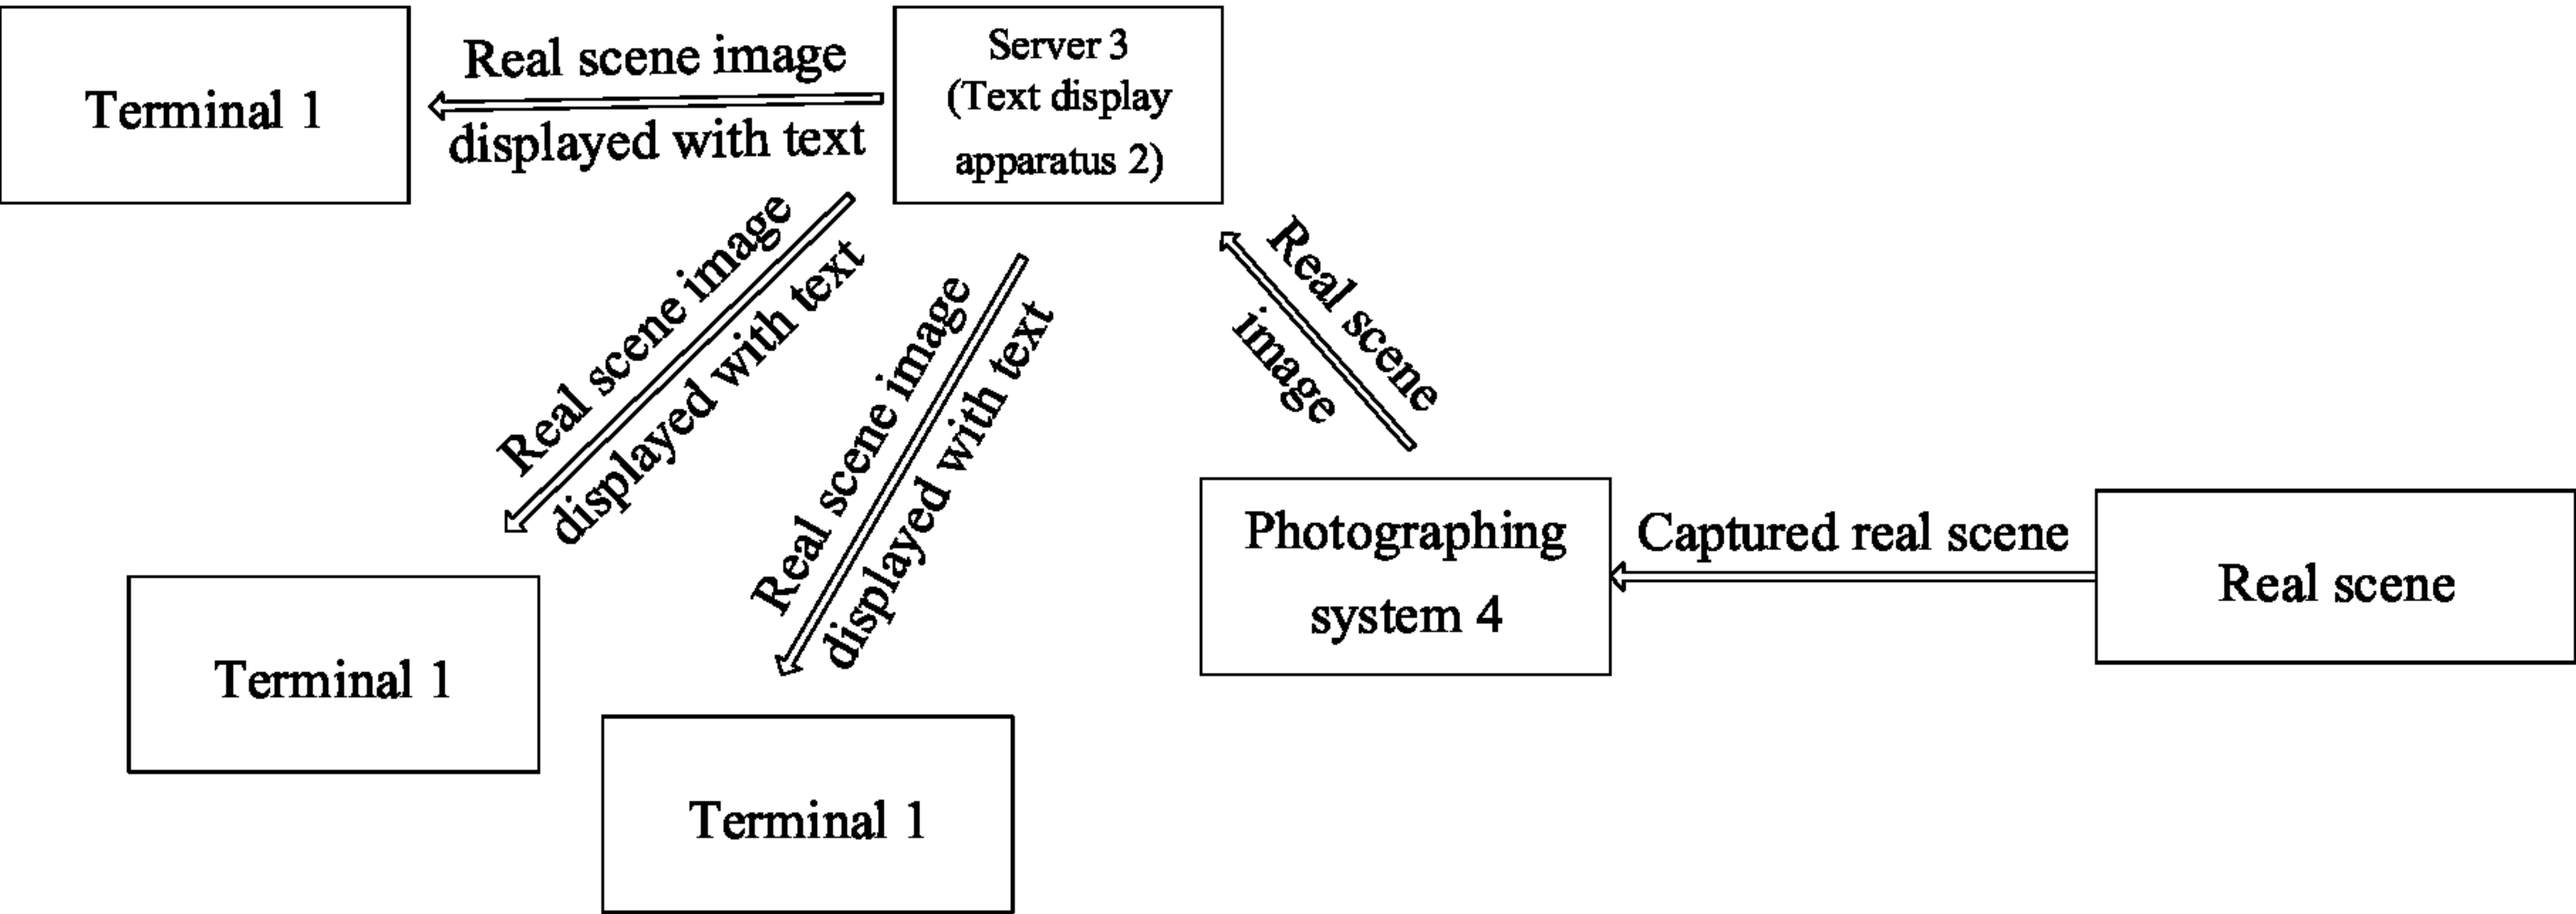 Terminal 1
Real scene image
displayed with text
Server 3
(Text display
apparatus 2)
Real scene image
displayed with text
Real scene image
displayed with text
Real scene
image
Terminal 1
Terminal 1
Photographing
system 4
Captured real scene
Real scene